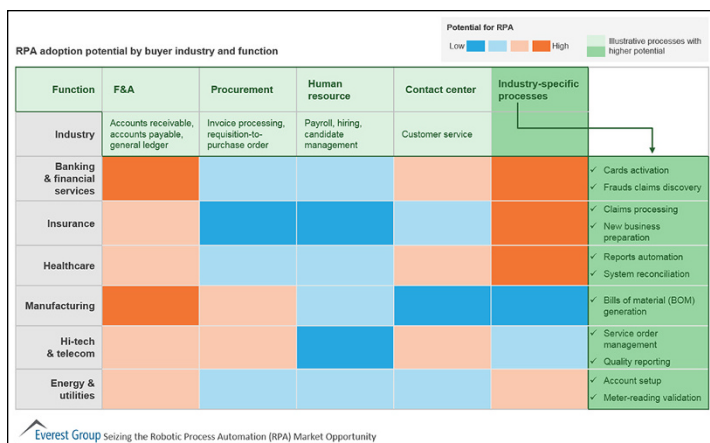 Potential for RPA
Low
High
Illustrative processes with
higher potential
RPA adoption potential by buyer industry and function
Function
F&A
Procurement
Human
resource
Contact center
Industry-specific
processes
Industry
Accounts receivable,
accounts payable,
general ledger
Invoice processing,
requisition-to-
purchase order
Payroll, hiring,
candidate
management
Customer service
Banking
& financial
services
✓ Cards activation
✓ Frauds claims discovery
Insurance
✓ Claims processing
✓ New business
preparation
Healthcare
✓ Reports automation
✓ System reconciliation
Manufacturing
✓ Bills of material (BOM)
generation
Hi-tech
& telecom
✓ Service order
management
✓ Quality reporting
Energy &
utilities
✓ Account setup
✓ Meter-reading validation
Everest Group Seizing the Robotic Process Automation (RPA) Market Opportunity